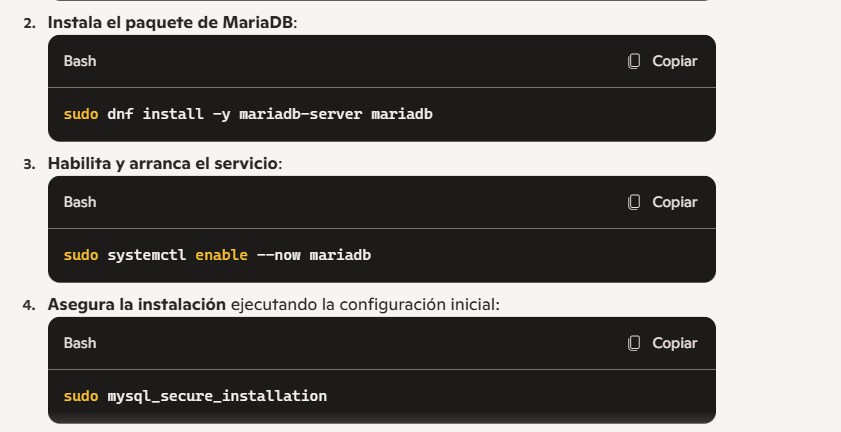 2. Instala el paquete de MariaDB:
Bash Copiar
sudo dnf install -y mariadb-server mariadb
3. Habilita y arranca el servicio:
Bash Copiar
sudo systemctl enable --now mariadb
4. Asegura la instalación ejecutando la configuración inicial:
Bash Copiar
sudo mysql_secure_installation